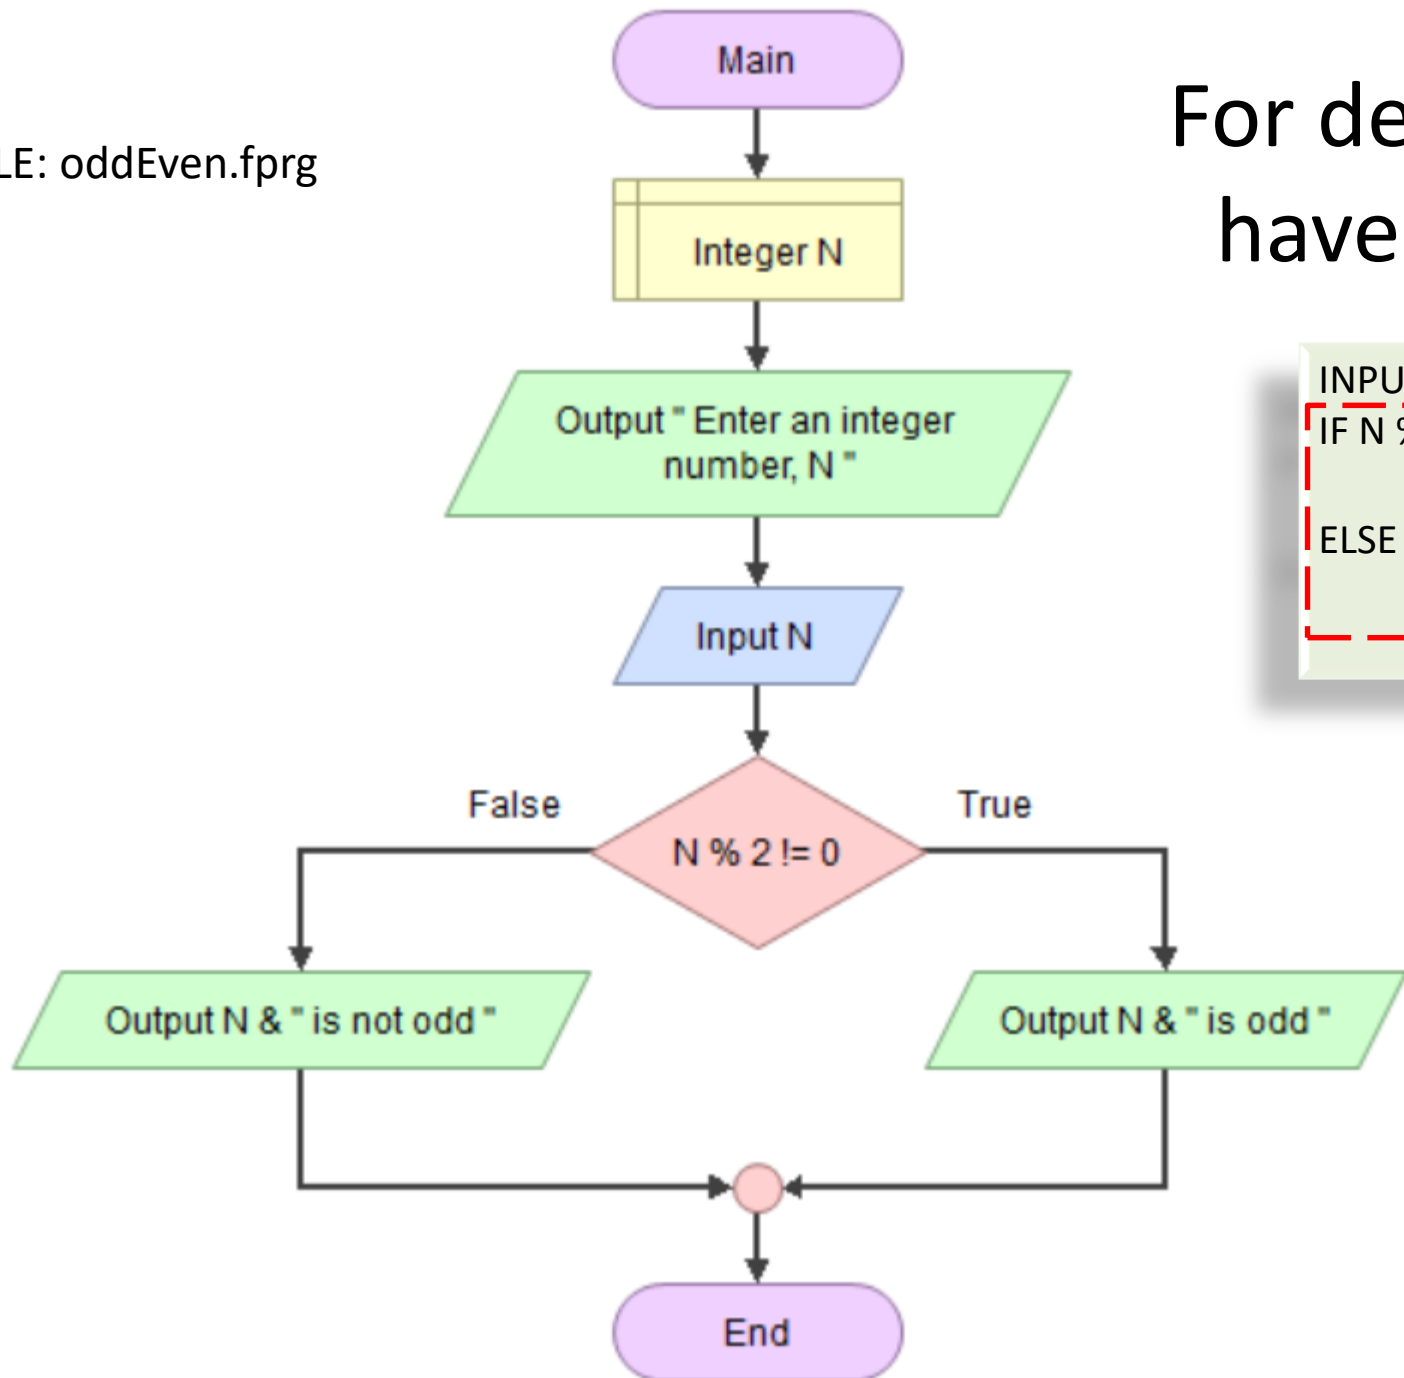 Main
For de
LE: oddEven.fprg
have
Integer N
INPU
Output " Enter an integer
number, N "
IF N %
ELSE
Input N
False
True
N % 2 != 0
Output N & " is not odd "
Output N & " is odd "
End